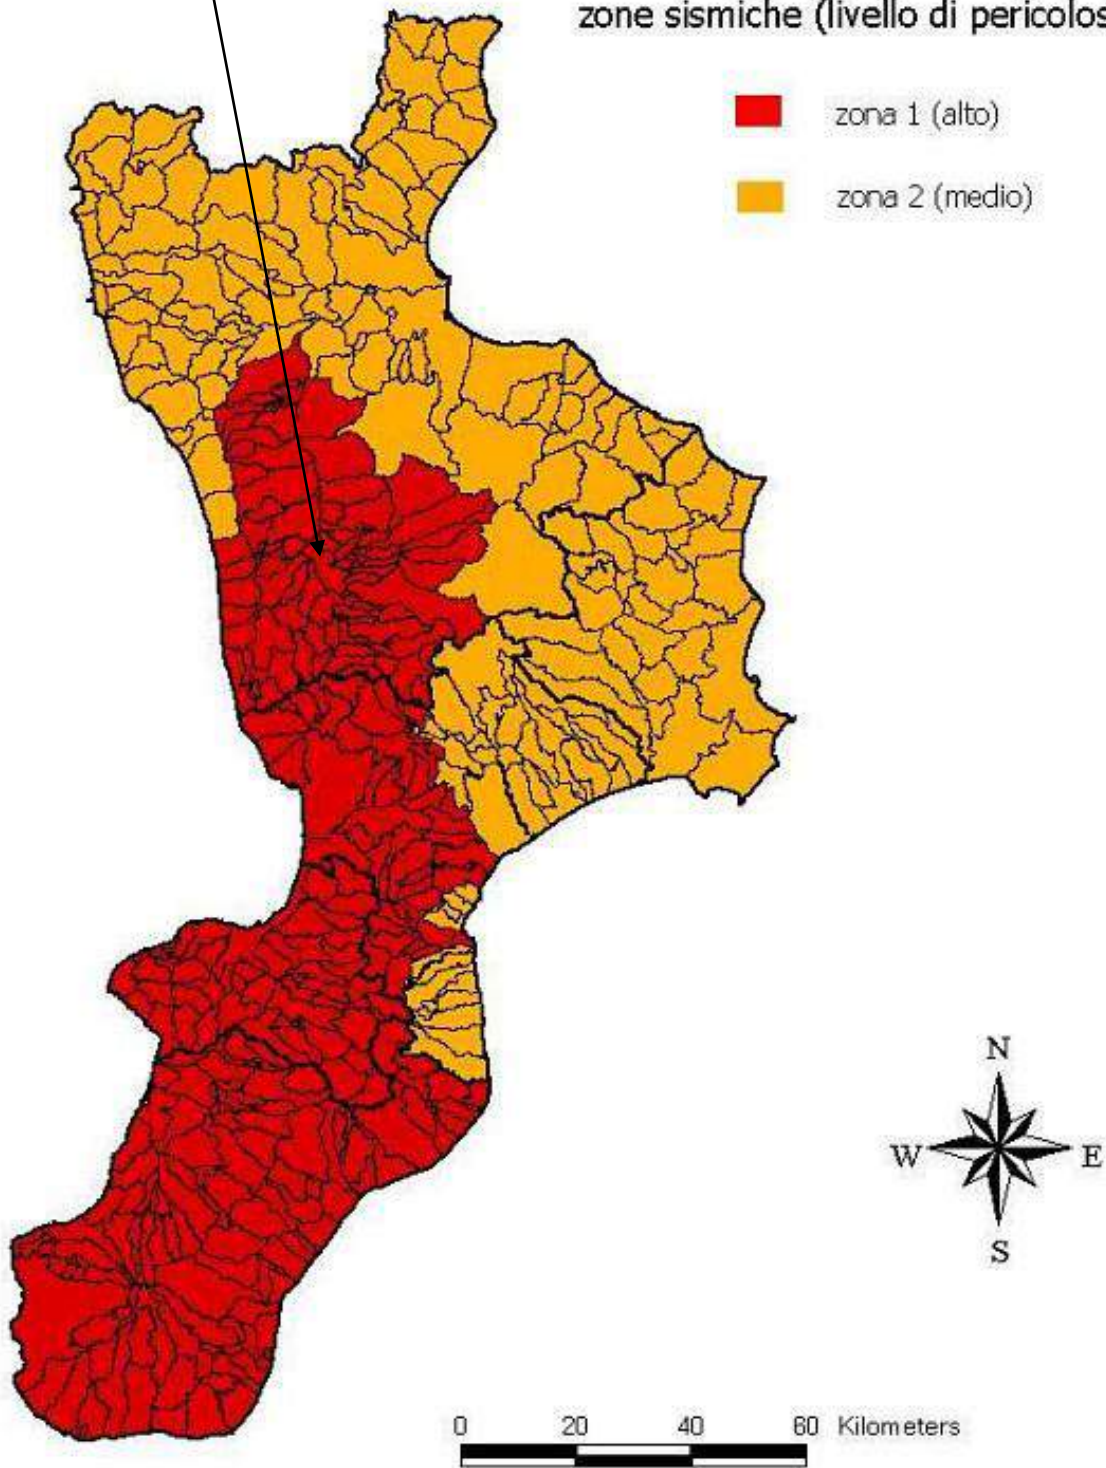 zone sismiche (livello di pericolos
zona 1 (alto)
zona 2 (medio)
N
W E
S
0 20 40 60 Kilometers